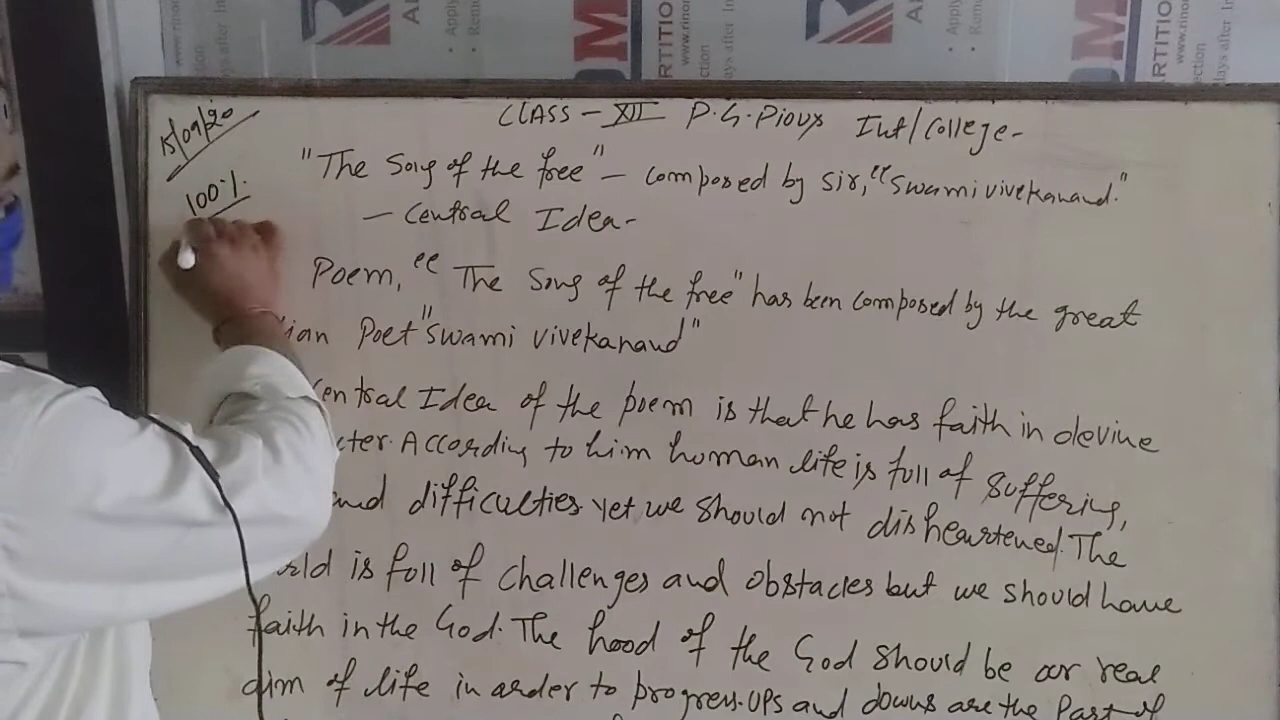 CLASS - XII P.G. Pioux Int/College-
15/09/20
"The Song of the free" - composed by sir, "Swami vivekanand."
100%
- Central Idea-
Poem, "The Song of the free" has been composed by the great
ian Poet "Swami vivekanand"
entral Idea of the poem is that he has faith in devine
cter. According to him human life is full of suffering,
and difficulties. Yet we should not disheartened. The
rld is full of challenges and obstacles but we should have
faith in the God. The hood of the God should be our real
aim of life in order to progress. UPs and downs are the Part of